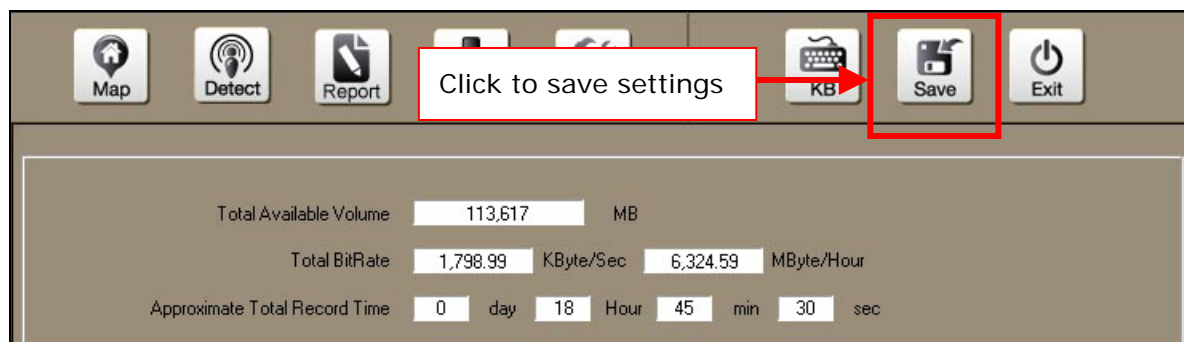 Map
Detect
Report
Click to save settings
KB
Save
Exit
Total Available Volume 113,617 MB
Total BitRate 1,798.99 KByte/Sec 6,324.59 MByte/Hour
Approximate Total Record Time 0 day 18 Hour 45 min 30 sec